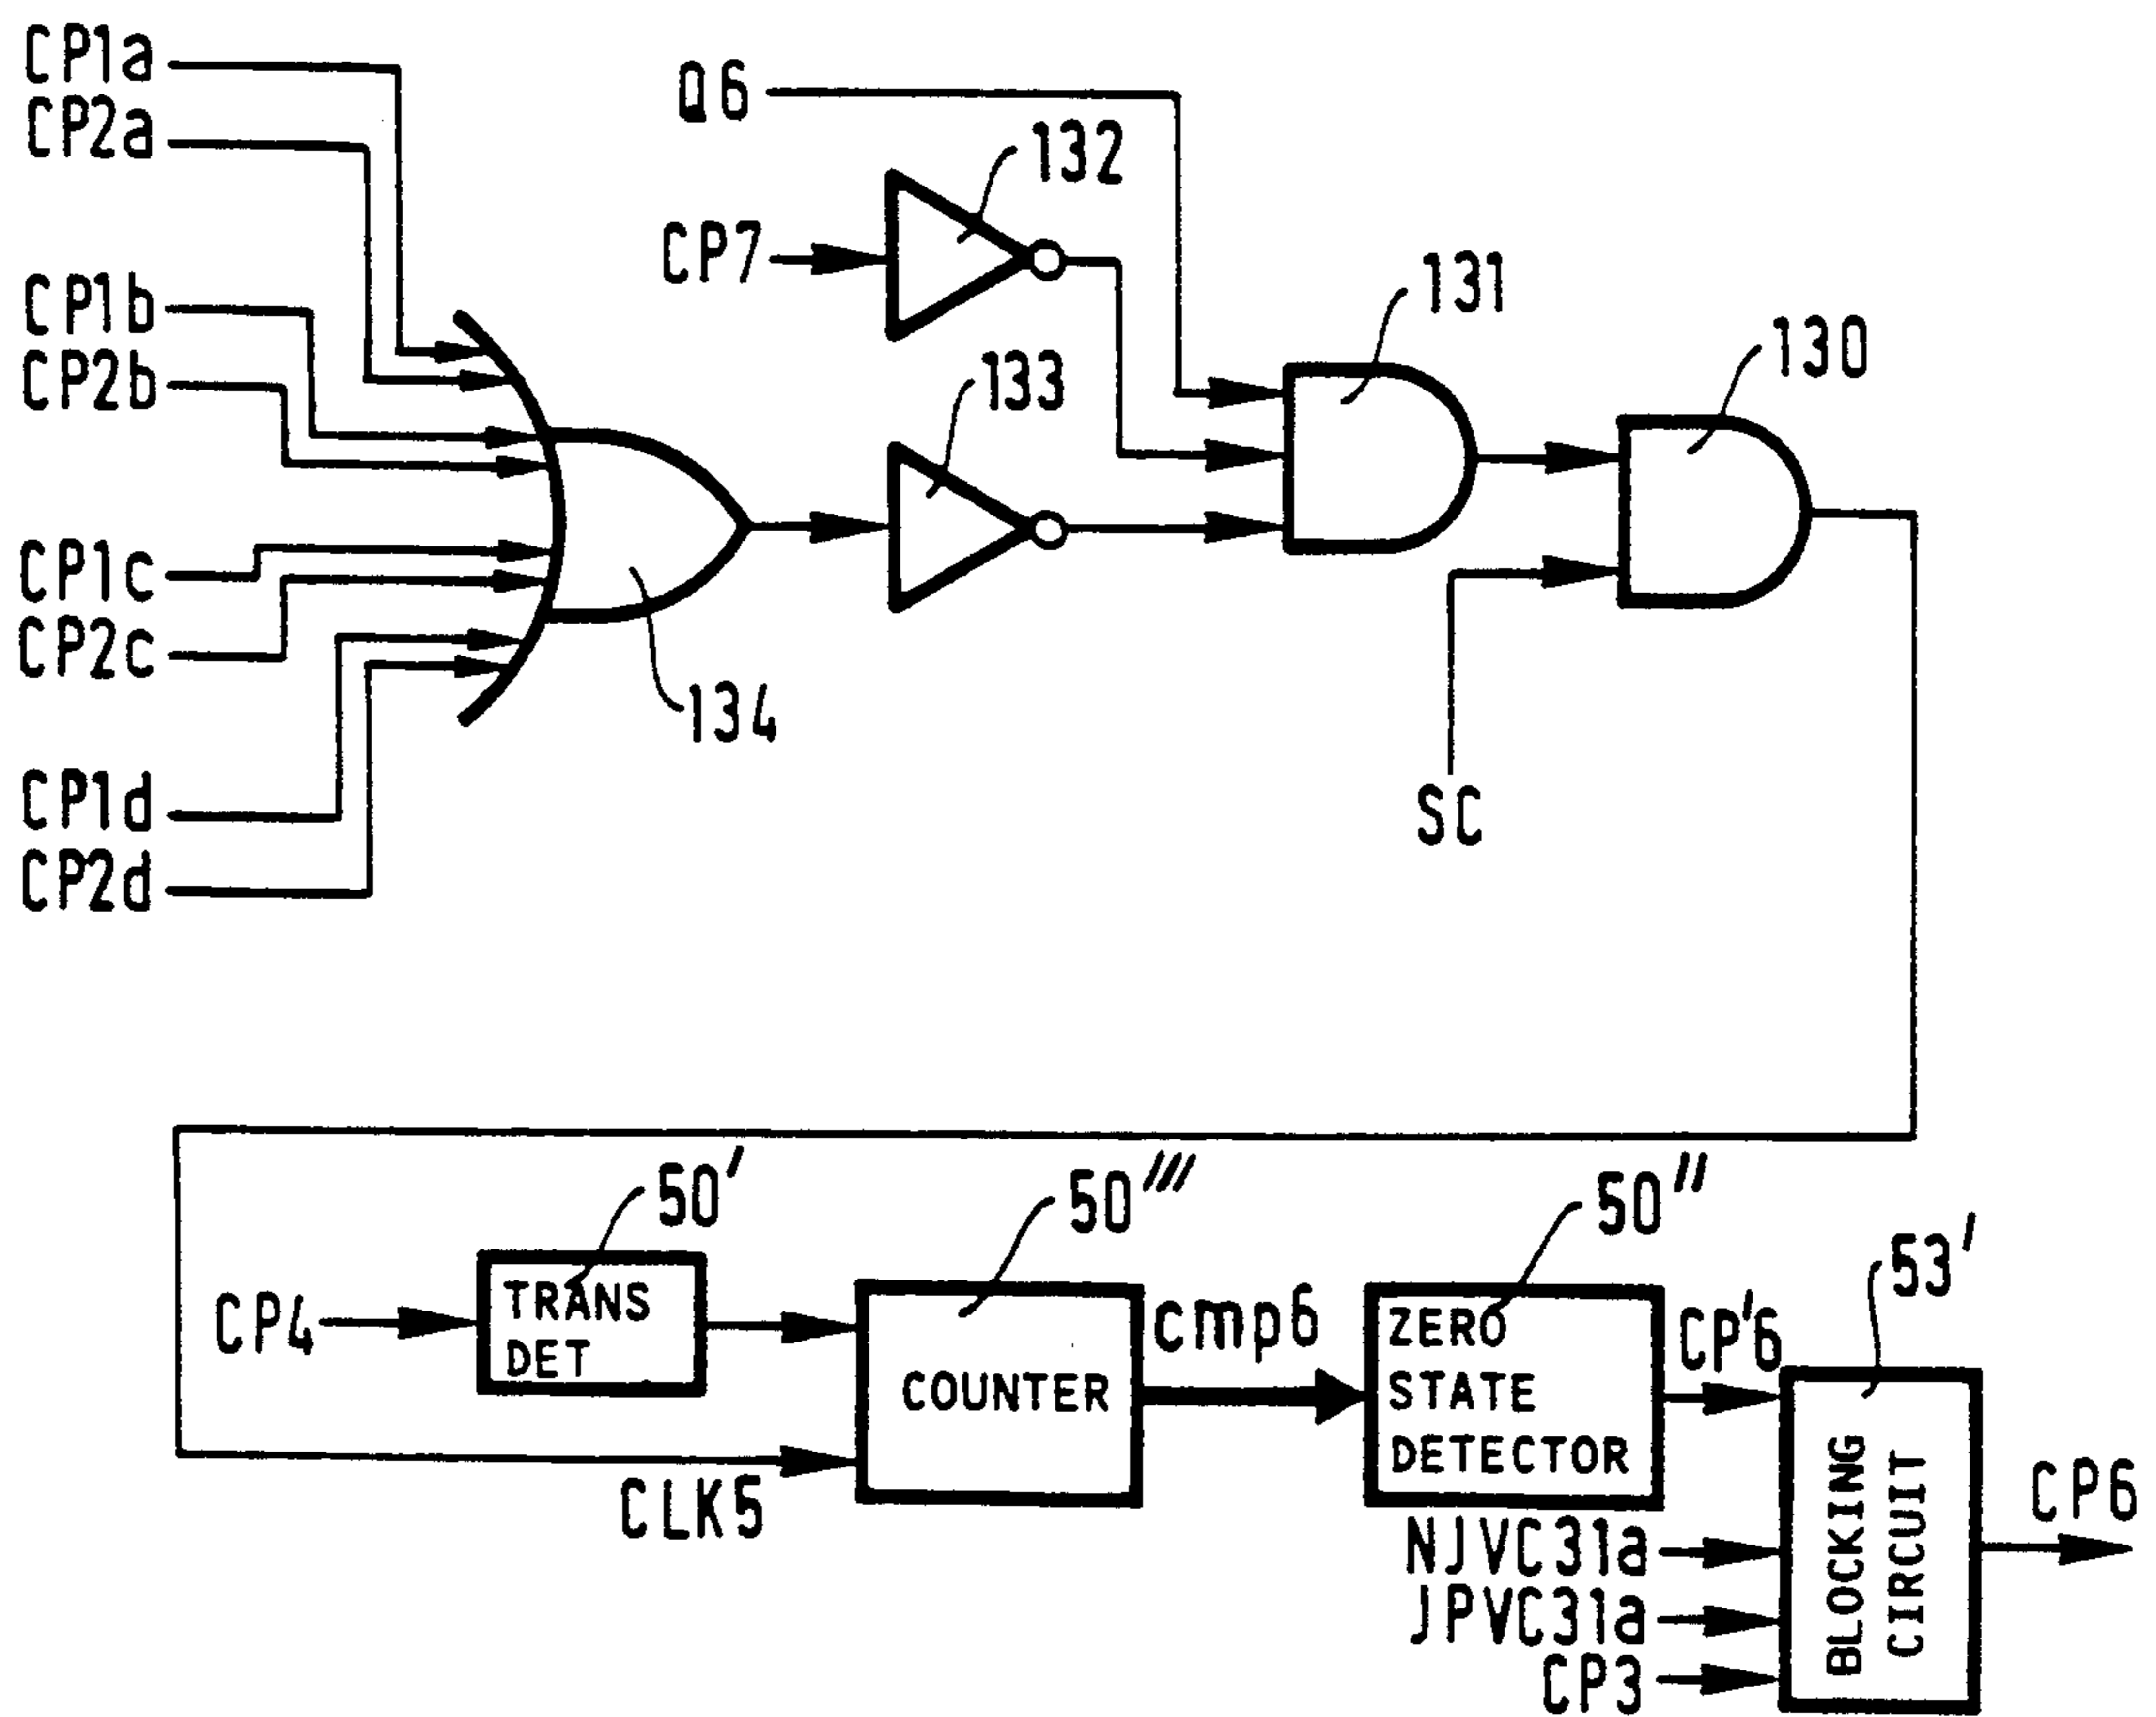 CP1a
CP2a
Q6
132
CP7
131
CP1b
CP2b
133
130
CP1c
CP2c
134
SC
CP1d
CP2d
50'
50'''
50''
53'
CP4
TRANS
DET
COUNTER
cmp6
ZERO
STATE
DETECTOR
CP'6
CLK5
NJVC31a
JPVC31a
CP3
BLOCKING
CIRCUIT
CP6